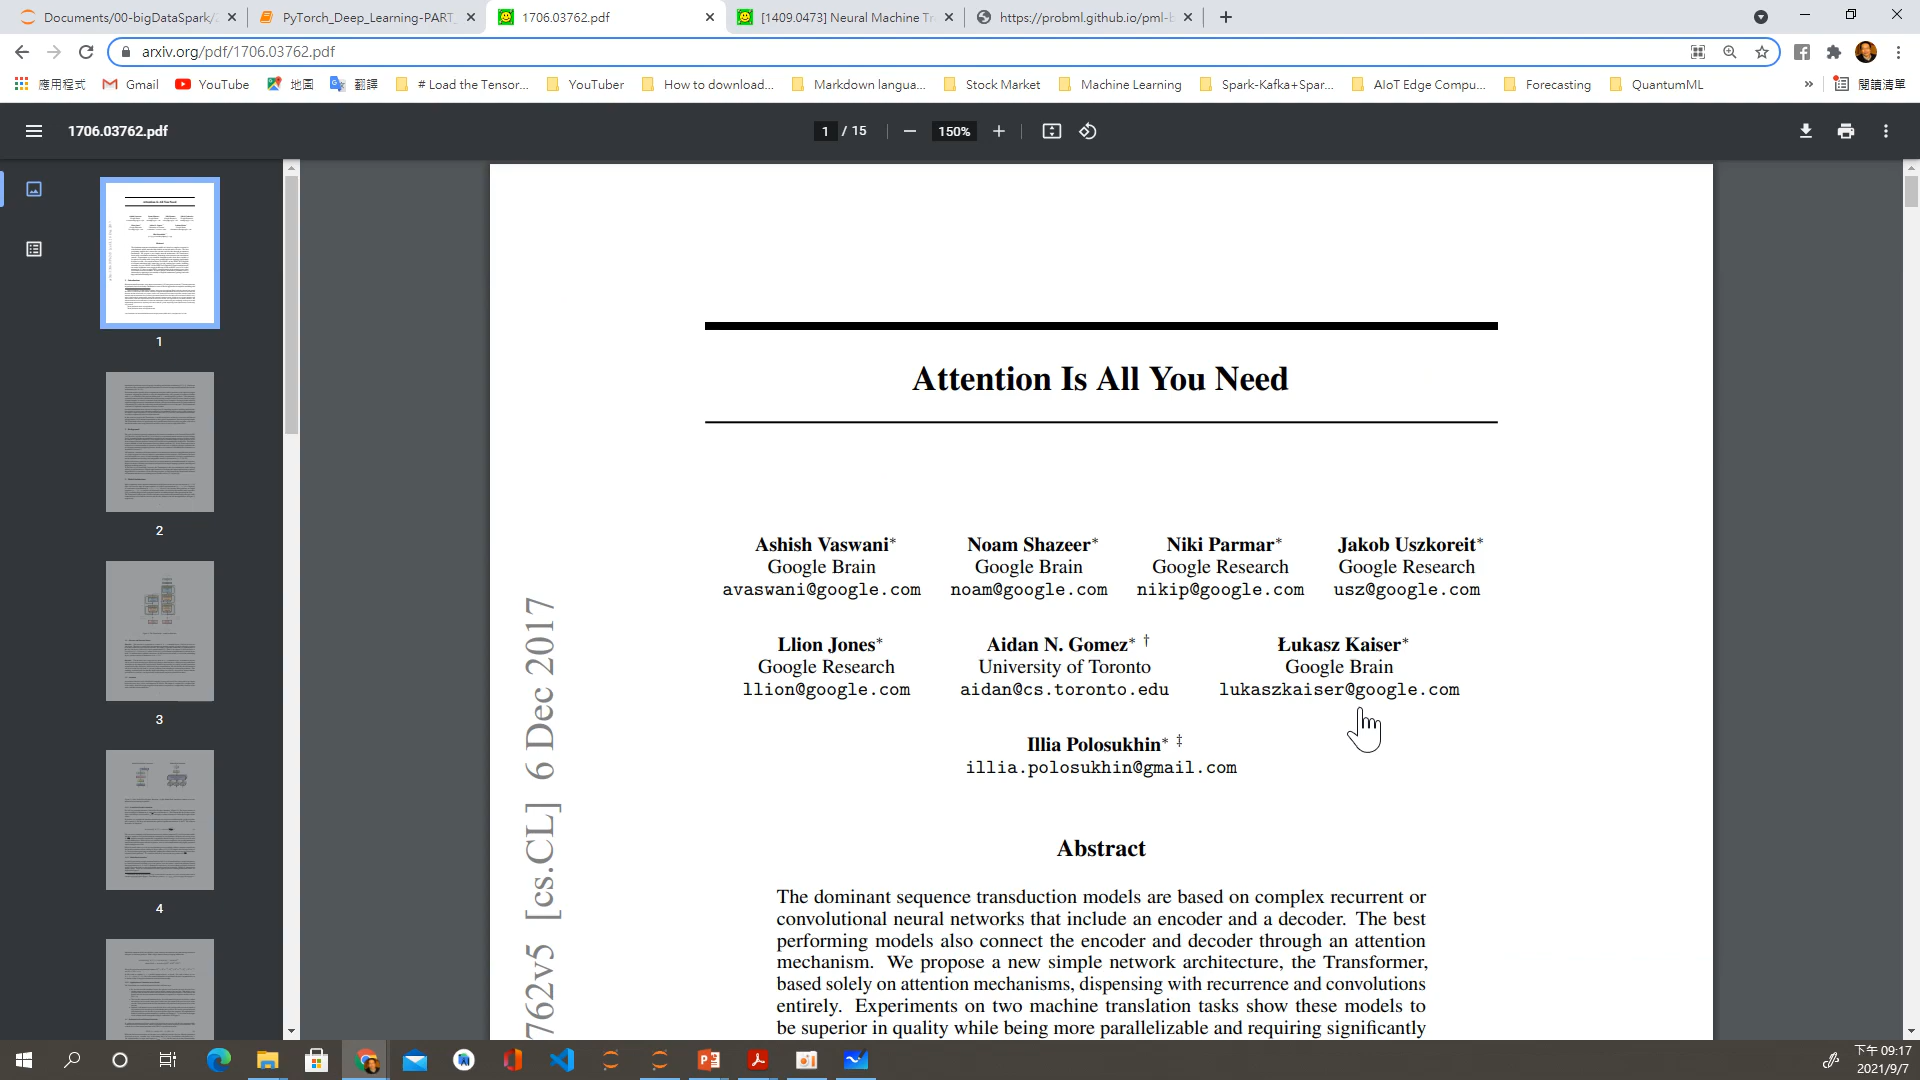 Documents/00-bigDataSpark/
PyTorch_Deep_Learning-PART_
1706.03762.pdf
[1409.0473] Neural Machine Tr
https://probml.github.io/pml-b
arxiv.org/pdf/1706.03762.pdf
應用程式
Gmail
YouTube
地圖
翻譯
# Load the Tensor...
YouTuber
How to download...
Markdown langua...
Stock Market
Machine Learning
Spark-Kafka+Spar...
AIoT Edge Compu...
Forecasting
QuantumML
»
閱讀清單
1706.03762.pdf
1 / 15
150%
1
2
3
4
Attention Is All You Need
Ashish Vaswani*
Google Brain
avaswani@google.com
Noam Shazeer*
Google Brain
noam@google.com
Niki Parmar*
Google Research
nikip@google.com
Jakob Uszkoreit*
Google Research
usz@google.com
Llion Jones*
Google Research
llion@google.com
Aidan N. Gomez* †
University of Toronto
aidan@cs.toronto.edu
Łukasz Kaiser*
Google Brain
lukaszkaiser@google.com
Illia Polosukhin* ‡
illia.polosukhin@gmail.com
Abstract
The dominant sequence transduction models are based on complex recurrent or
convolutional neural networks that include an encoder and a decoder. The best
performing models also connect the encoder and decoder through an attention
mechanism. We propose a new simple network architecture, the Transformer,
based solely on attention mechanisms, dispensing with recurrence and convolutions
entirely. Experiments on two machine translation tasks show these models to
be superior in quality while being more parallelizable and requiring significantly
762v5 [cs.CL] 6 Dec 2017
下午 09:17
2021/9/7